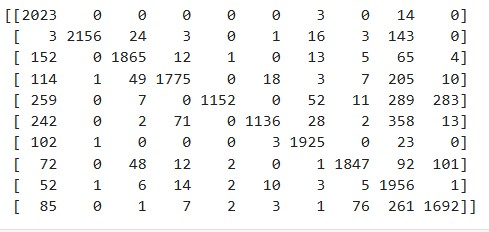 [[2023 0 0 0 0 0 3 0 14 0]
[ 3 2156 24 3 0 1 16 3 143 0]
[ 152 0 1865 12 1 0 13 5 65 4]
[ 114 1 49 1775 0 18 3 7 205 10]
[ 259 0 7 0 1152 0 52 11 289 283]
[ 242 0 2 71 0 1136 28 2 358 13]
[ 102 1 0 0 0 3 1925 0 23 0]
[ 72 0 48 12 2 0 1 1847 92 101]
[ 52 1 6 14 2 10 3 5 1956 1]
[ 85 0 1 7 2 3 1 76 261 1692]]